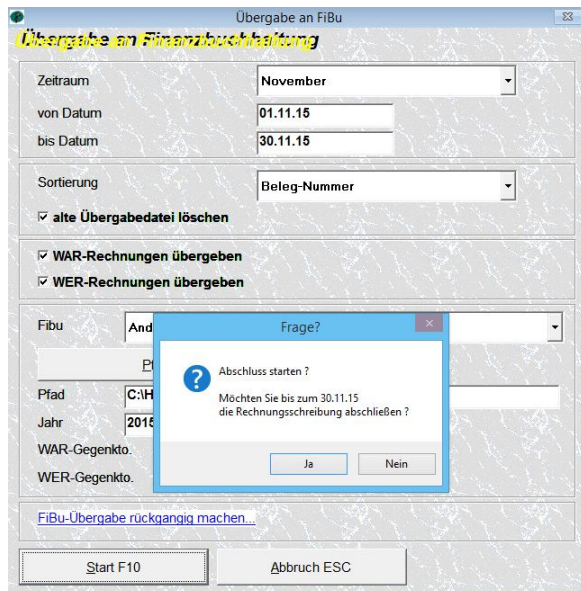 Übergabe an FiBu
Übergabe an Finanzbuchhaltung
Zeitraum
November
von Datum
01.11.15
bis Datum
30.11.15
Sortierung
Beleg-Nummer
alte Übergabedatei löschen
WAR-Rechnungen übergeben
WER-Rechnungen übergeben
Fibu
And
Pfad
C:\H
Jahr
2015
WAR-Gegenkto.
WER-Gegenkto.
Frage?
Abschluss starten ?
Möchten Sie bis zum 30.11.15
die Rechnungsschreibung abschließen ?
Ja
Nein
FiBu-Übergabe rückgangig machen...
Start F10
Abbruch ESC